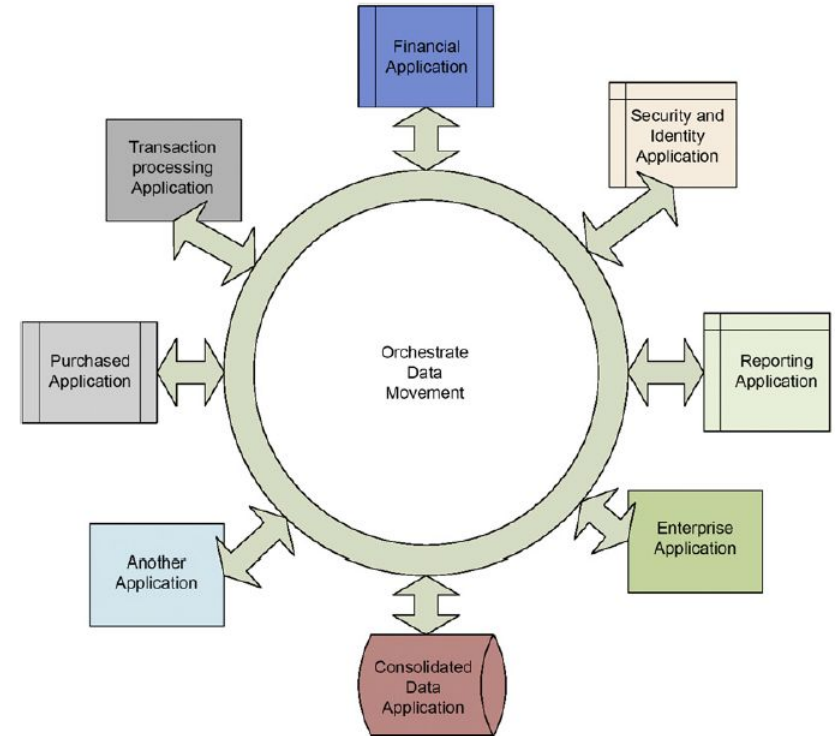 Financial
Application
Security and
Identity
Application
Transaction
processing
Application
Purchased
Application
Orchestrate
Data
Movement
Reporting
Application
Enterprise
Application
Another
Application
Consolidated
Data
Application